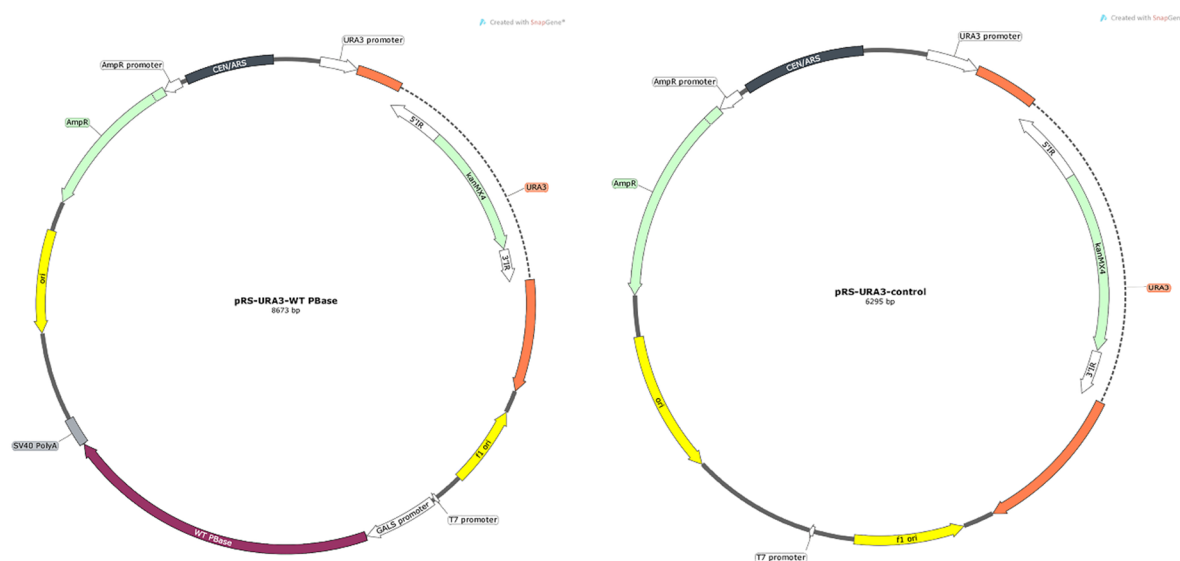 Created with SnapGene®
URA3 promoter
CEN/ARS
AmpR promoter
AmpR
5'IR
kanMX4
URA3
3'IR
ori
pRS-URA3-WT PBase
8673 bp
SV40 PolyA
f1 ori
T7 promoter
GALS promoter
WT PBase
Created with SnapGene
URA3 promoter
CEN/ARS
AmpR promoter
AmpR
5'IR
kanMX4
URA3
3'IR
pRS-URA3-control
6295 bp
ori
T7 promoter
f1 ori